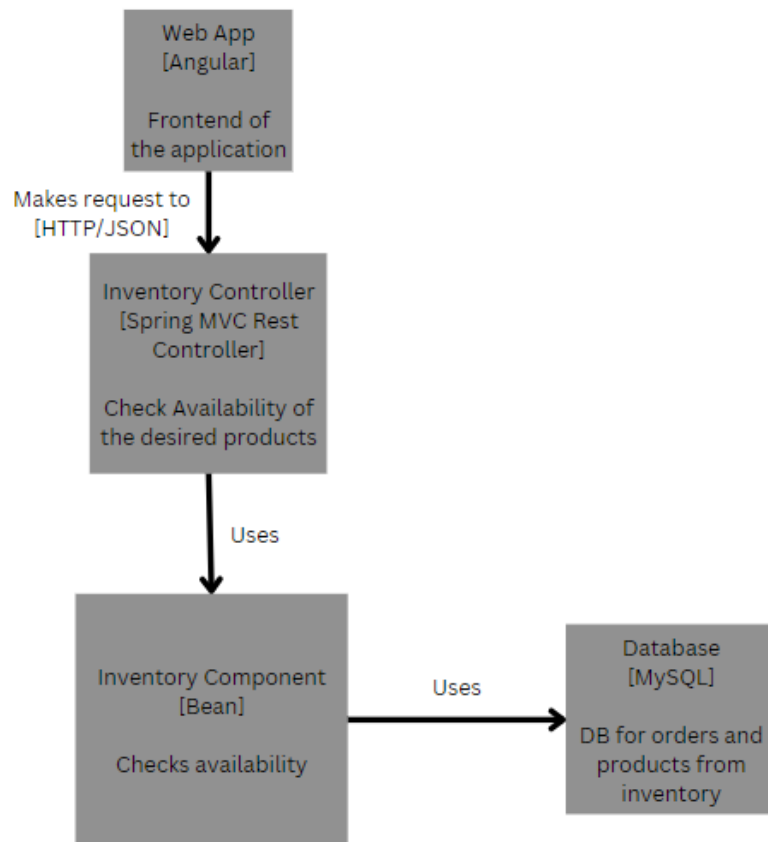 Web App
[Angular]
Frontend of
the application
Makes request to
[HTTP/JSON]
Inventory Controller
[Spring MVC Rest
Controller]
Check Availability of
the desired products
Uses
Inventory Component
[Bean]
Checks availability
Uses
Database
[MySQL]
DB for orders and
products from
inventory